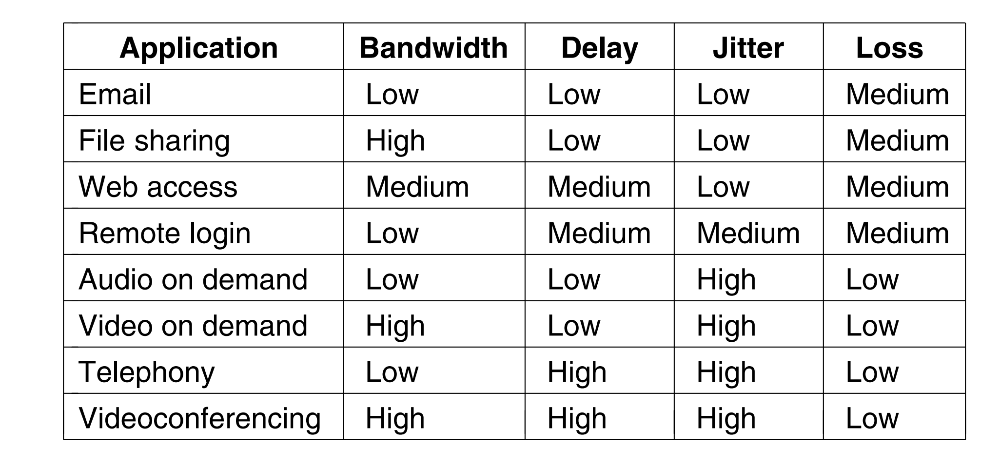 Application Bandwidth Delay Jitter Loss
Email Low Low Low Medium
File sharing High Low Low Medium
Web access Medium Medium Low Medium
Remote login Low Medium Medium Medium
Audio on demand Low Low High Low
Video on demand High Low High Low
Telephony Low High High Low
Videoconferencing High High High Low